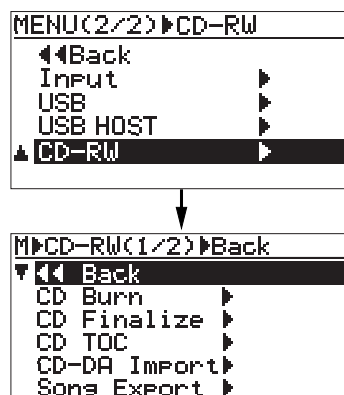 MENU(2/2)▶CD-RW
◀◀Back
Input ▶
USB ▶
USB HOST ▶
▲ CD-RW ▶
M▶CD-RW(1/2)▶Back
▼ ◀◀ Back
CD Burn ▶
CD Finalize ▶
CD TOC ▶
CD-DA Import▶
Song Export ▶